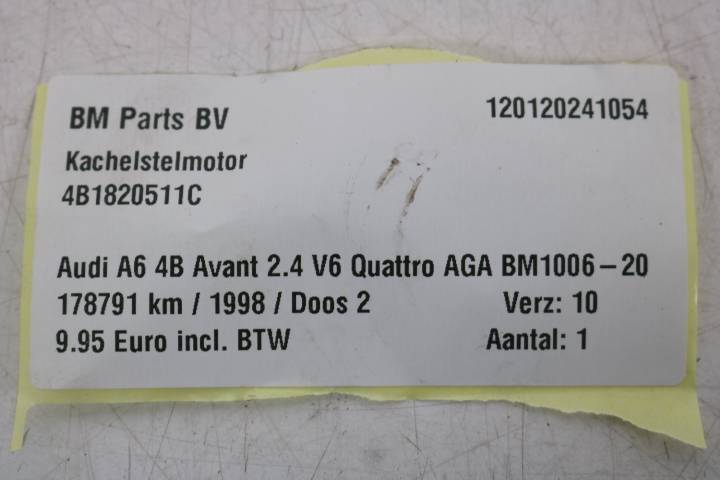 BM Parts BV 120120241054
Kachelstelmotor
4B1820511C
Audi A6 4B Avant 2.4 V6 Quattro AGA BM1006-20
178791 km / 1998 / Doos 2 Verz: 10
9.95 Euro incl. BTW Aantal: 1